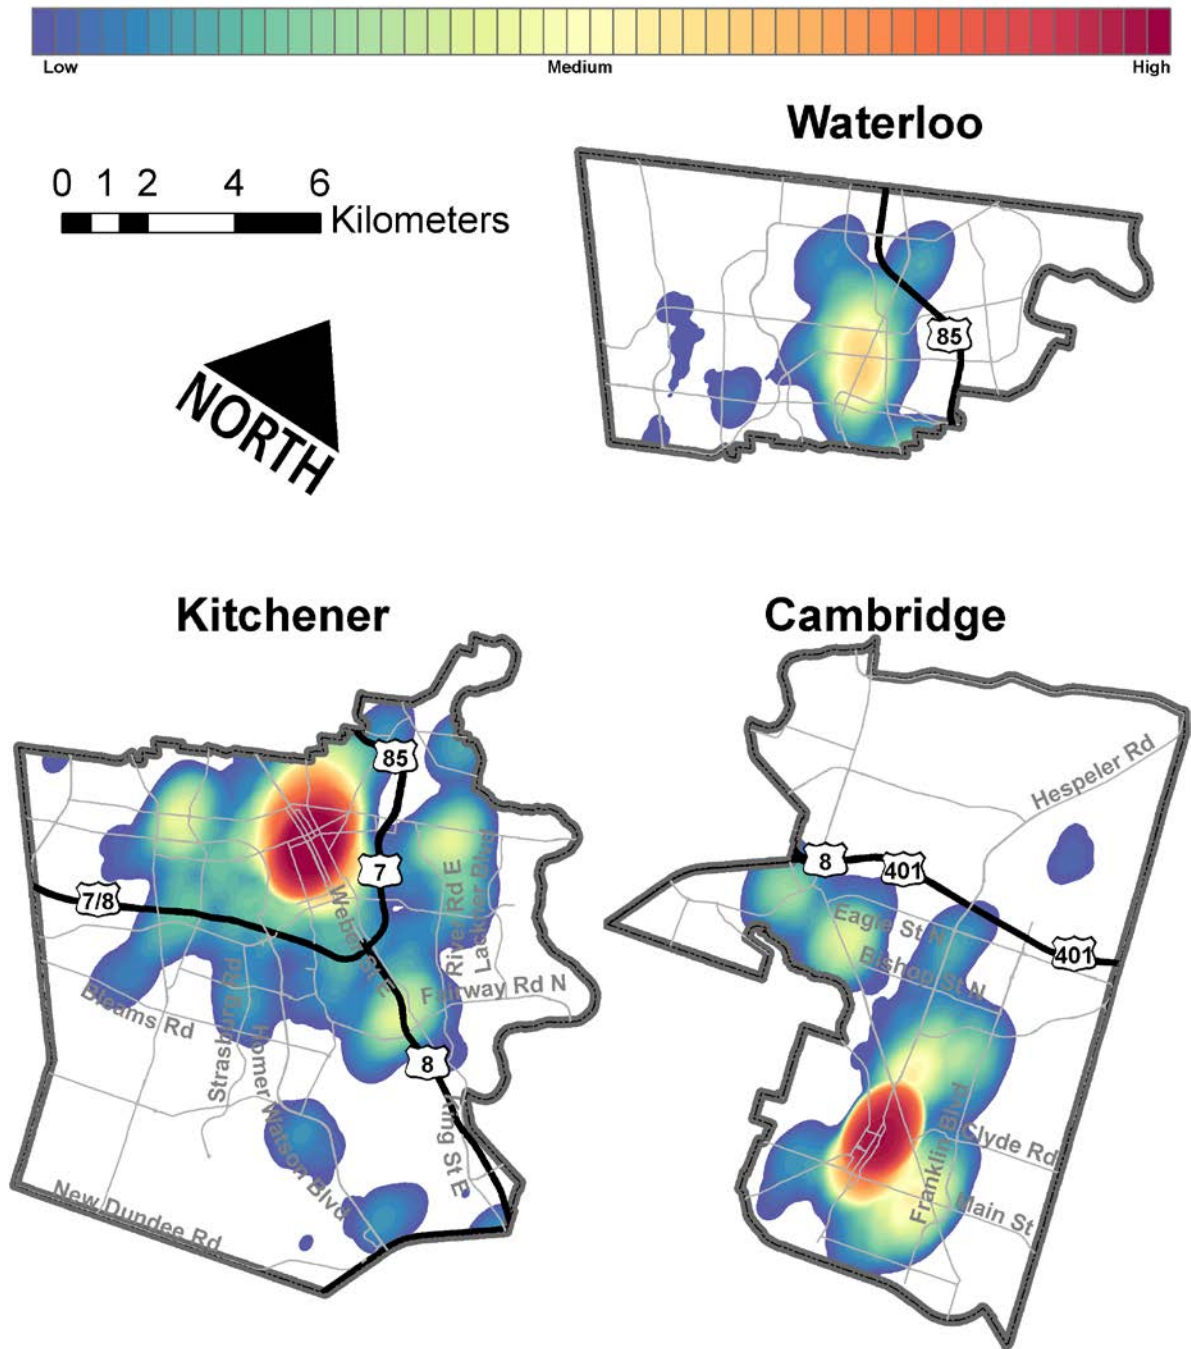 Low Medium High
Waterloo
0 1 2 4 6
Kilometers
NORTH
85
Kitchener
Cambridge
85
7
7/8
Weber St E
River Rd E
Lackner Blvd
Fairway Rd N
Bleams Rd
Strasburg Rd
Homer Watson Blvd
8
King St E
New Dundee Rd
Hespeler Rd
8
401
401
Eagle St N
Bishop St N
Franklin Blvd
Clyde Rd
Main St